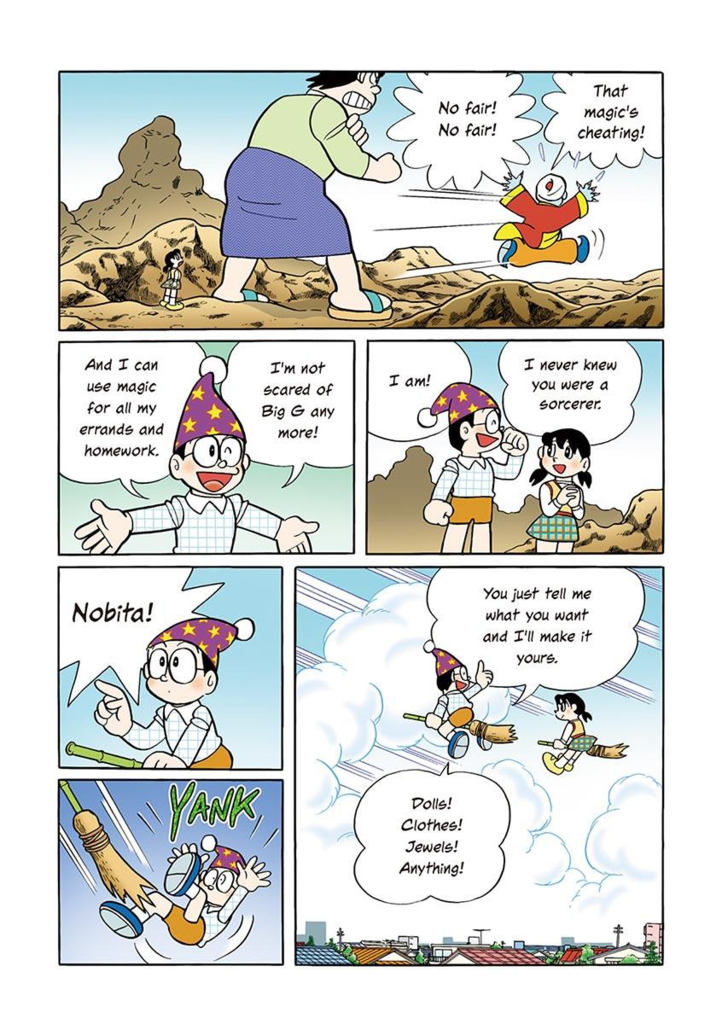 That
magic's
cheating!
No fair!
No fair!
I never knew
you were a
sorcerer.
I am!
I'm not
scared of
Big G any
more!
And I can
use magic
for all my
errands and
homework.
You just tell me
what you want
and I'll make it
yours.
Dolls!
Clothes!
Jewels!
Anything!
Nobita!
YANK